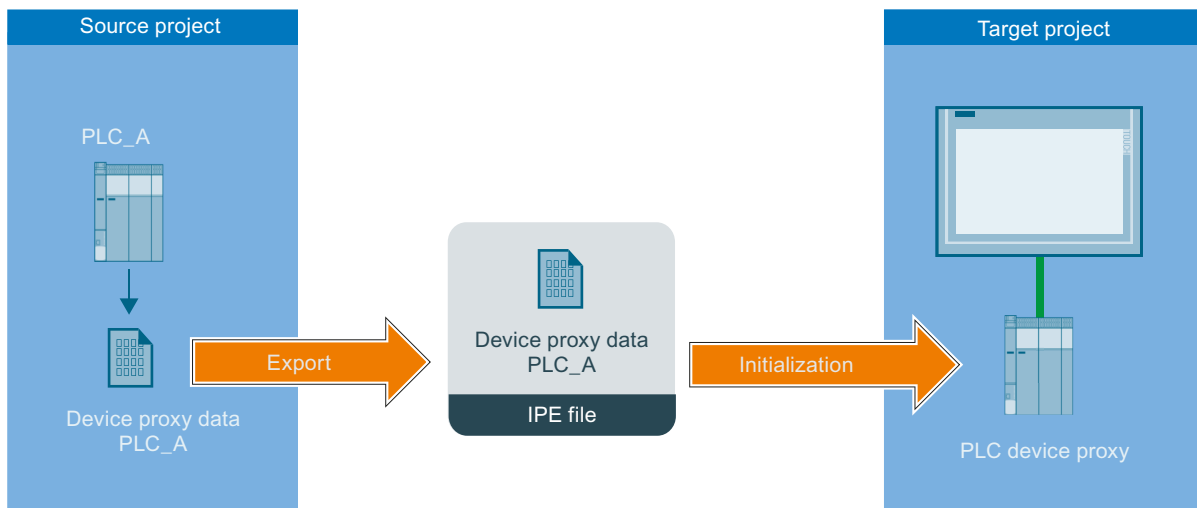 Source project
PLC_A
Device proxy data
PLC_A
Export
Device proxy data
PLC_A
IPE file
Initialization
Target project
TOUCH
PLC device proxy